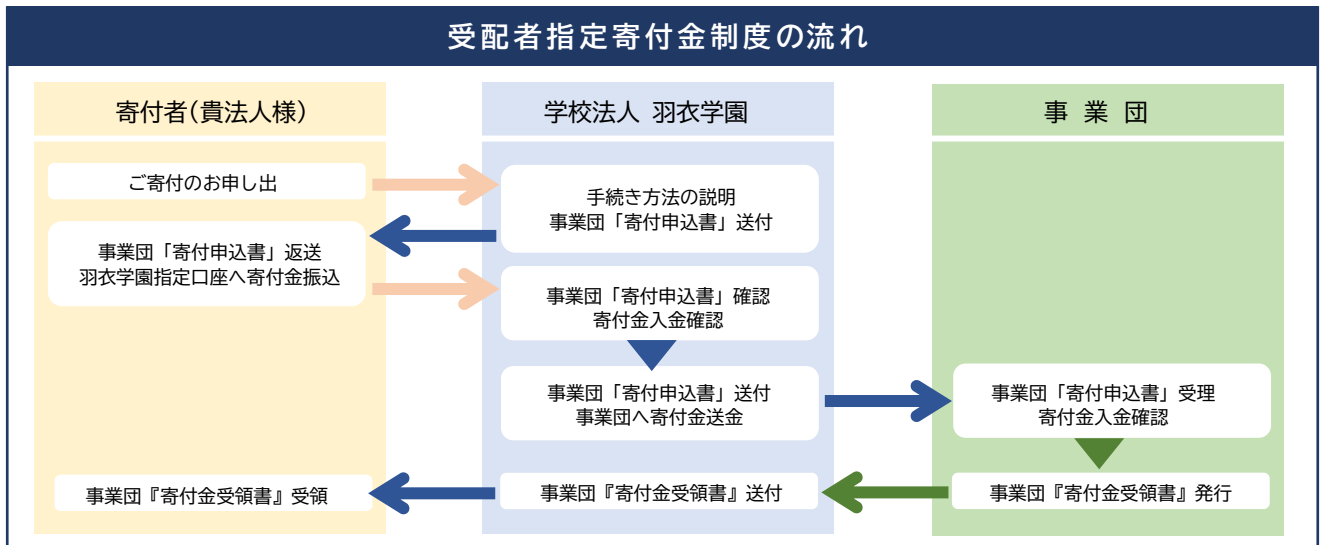 受配者指定寄付金制度の流れ
寄付者(貴法人様)
学校法人 羽衣学園
事 業 団
ご寄付のお申し出
手続き方法の説明
事業団「寄付申込書」送付
事業団「寄付申込書」返送
羽衣学園指定口座へ寄付金振込
事業団「寄付申込書」確認
寄付金入金確認
事業団「寄付申込書」送付
事業団へ寄付金送金
事業団「寄付申込書」受理
寄付金入金確認
事業団『寄付金受領書』発行
事業団『寄付金受領書』送付
事業団『寄付金受領書』受領